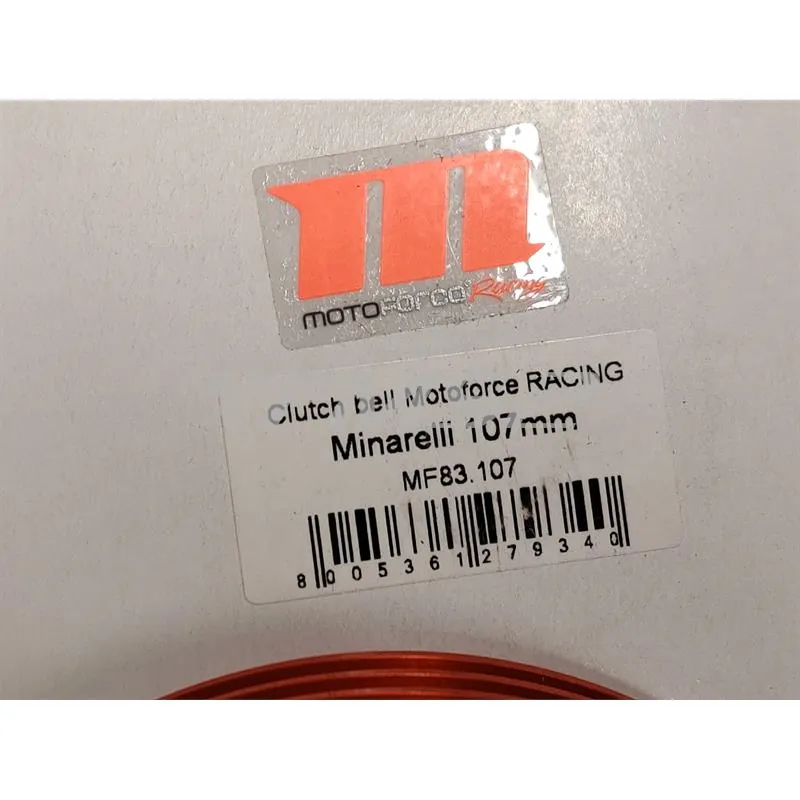 m
MOTOFORCE Racing
Clutch bell Motoforce RACING
Minarelli 107mm
MF83.107
8 005361 279340